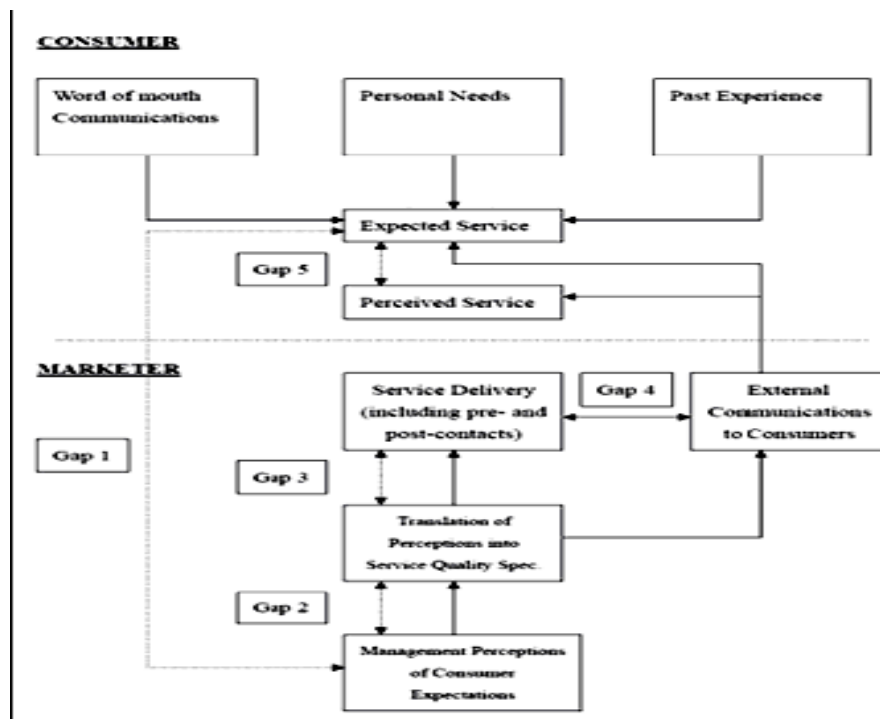 CONSUMER
Word of mouth
Communications
Personal Needs
Past Experience
Expected Service
Gap 5
Perceived Service
MARKETER
Service Delivery
(including pre- and
post-contacts)
Gap 4
External
Communications
to Consumers
Gap 1
Gap 3
Translation of
Perceptions into
Service Quality Spec.
Gap 2
Management Perceptions
of Consumer
Expectations